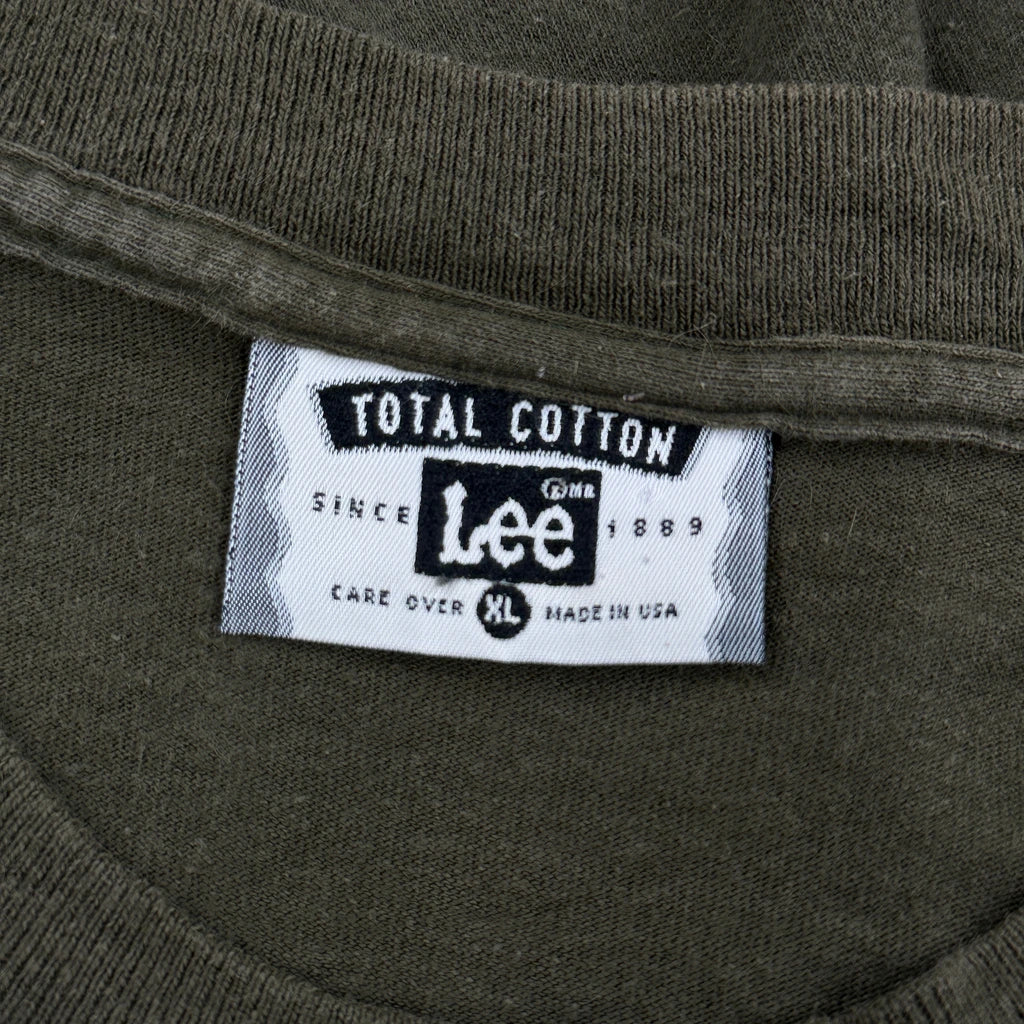 TOTAL COTTON
SINCE Lee ® MR 1889
CARE OVER XL MADE IN USA